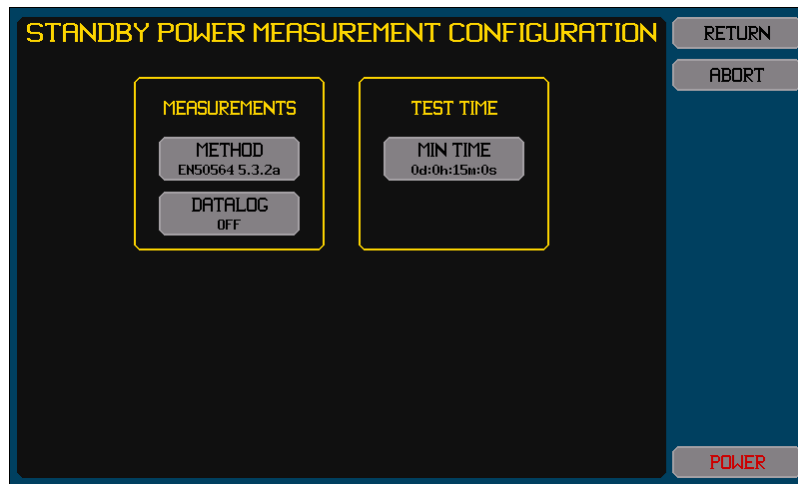 STANDBY POWER MEASUREMENT CONFIGURATION
RETURN
ABORT
MEASUREMENTS
METHOD
EN50564 5.3.2a
DATALOG
OFF
TEST TIME
MIN TIME
0d:0h:15m:0s
POWER